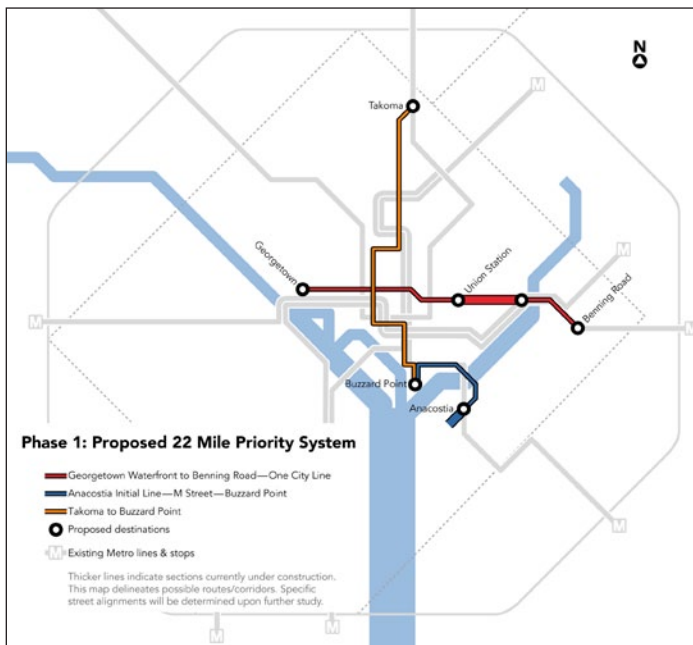 N
Takoma
M
Georgetown
Union Station
M
Benning Road
M
M
Buzzard Point
Anacostia
Phase 1: Proposed 22 Mile Priority System
Georgetown Waterfront to Benning Road—One City Line
Anacostia Initial Line—M Street—Buzzard Point
Takoma to Buzzard Point
Proposed destinations
M Existing Metro lines & stops
Thicker lines indicate sections currently under construction.
This map delineates possible routes/corridors. Specific
street alignments will be determined upon further study.
M
M
M